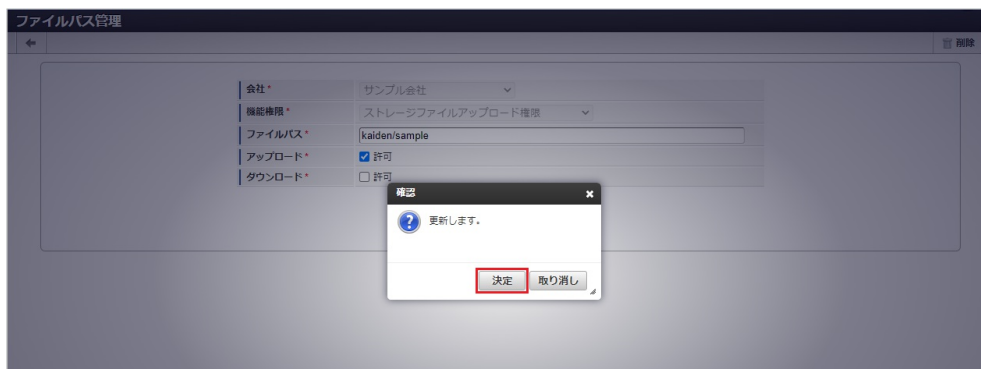 ファイルパス管理
削除
会社*
サンプル会社
機能権限*
ストレージファイルアップロード権限
ファイルパス*
kaiden/sample
アップロード*
許可
ダウンロード*
許可
確認
更新します。
決定 取り消し